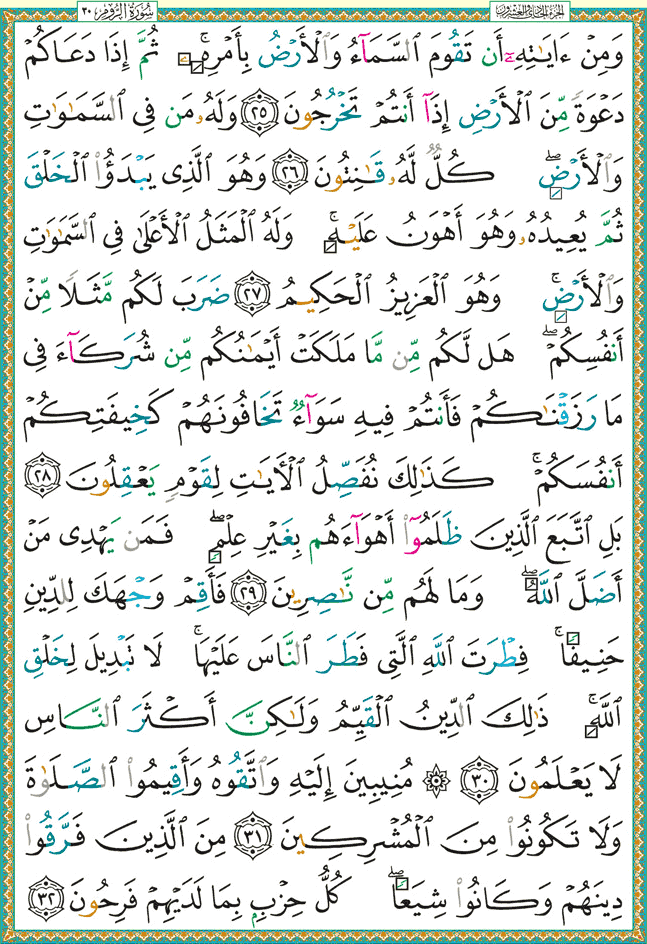 الجزء الحادي والعشرون سورة الروم ٣٠
وَمِنْ ءَايَٰتِهِۦٓ أَن تَقُومَ ٱلسَّمَآءُ وَٱلْأَرْضُ بِأَمْرِهِۦۚ ثُمَّ إِذَا دَعَاكُمْ
دَعْوَةً مِّنَ ٱلْأَرْضِ إِذَآ أَنتُمْ تَخْرُجُونَ ٢٥ وَلَهُۥ مَن فِى ٱلسَّمَٰوَٰتِ
وَٱلْأَرْضِۖ كُلٌّ لَّهُۥ قَٰنِتُونَ ٢٦ وَهُوَ ٱلَّذِى يَبْدَؤُا۟ ٱلْخَلْقَ
ثُمَّ يُعِيدُهُۥ وَهُوَ أَهْوَنُ عَلَيْهِۚ وَلَهُ ٱلْمَثَلُ ٱلْأَعْلَىٰ فِى ٱلسَّمَٰوَٰتِ
وَٱلْأَرْضِۚ وَهُوَ ٱلْعَزِيزُ ٱلْحَكِيمُ ٢٧ ضَرَبَ لَكُم مَّثَلًا مِّنْ
أَنفُسِكُمْۖ هَل لَّكُم مِّن مَّا مَلَكَتْ أَيْمَٰنُكُم مِّن شُرَكَآءَ فِى
مَا رَزَقْنَٰكُمْ فَأَنتُمْ فِيهِ سَوَآءٌ تَخَافُونَهُمْ كَخِيفَتِكُمْ
أَنفُسَكُمْۚ كَذَٰلِكَ نُفَصِّلُ ٱلْءَايَٰتِ لِقَوْمٍ يَعْقِلُونَ ٢٨
بَلِ ٱتَّبَعَ ٱلَّذِينَ ظَلَمُوٓا۟ أَهْوَآءَهُم بِغَيْرِ عِلْمٍۖ فَمَن يَهْدِى مَنْ
أَضَلَّ ٱللَّهُۖ وَمَا لَهُم مِّن نَّٰصِرِينَ ٢٩ فَأَقِمْ وَجْهَكَ لِلدِّينِ
حَنِيفًاۚ فِطْرَتَ ٱللَّهِ ٱلَّتِى فَطَرَ ٱلنَّاسَ عَلَيْهَاۚ لَا تَبْدِيلَ لِخَلْقِ
ٱللَّهِۚ ذَٰلِكَ ٱلدِّينُ ٱلْقَيِّمُ وَلَٰكِنَّ أَكْثَرَ ٱلنَّاسِ
لَا يَعْلَمُونَ ٣٠ ۞ مُنِيبِينَ إِلَيْهِ وَٱتَّقُوهُ وَأَقِيمُوا۟ ٱلصَّلَوٰةَ
وَلَا تَكُونُوا۟ مِنَ ٱلْمُشْرِكِينَ ٣١ مِنَ ٱلَّذِينَ فَرَّقُوا۟
دِينَهُمْ وَكَانُوا۟ شِيَعًاۖ كُلُّ حِزْبٍۭ بِمَا لَدَيْهِمْ فَرِحُونَ ٣٢